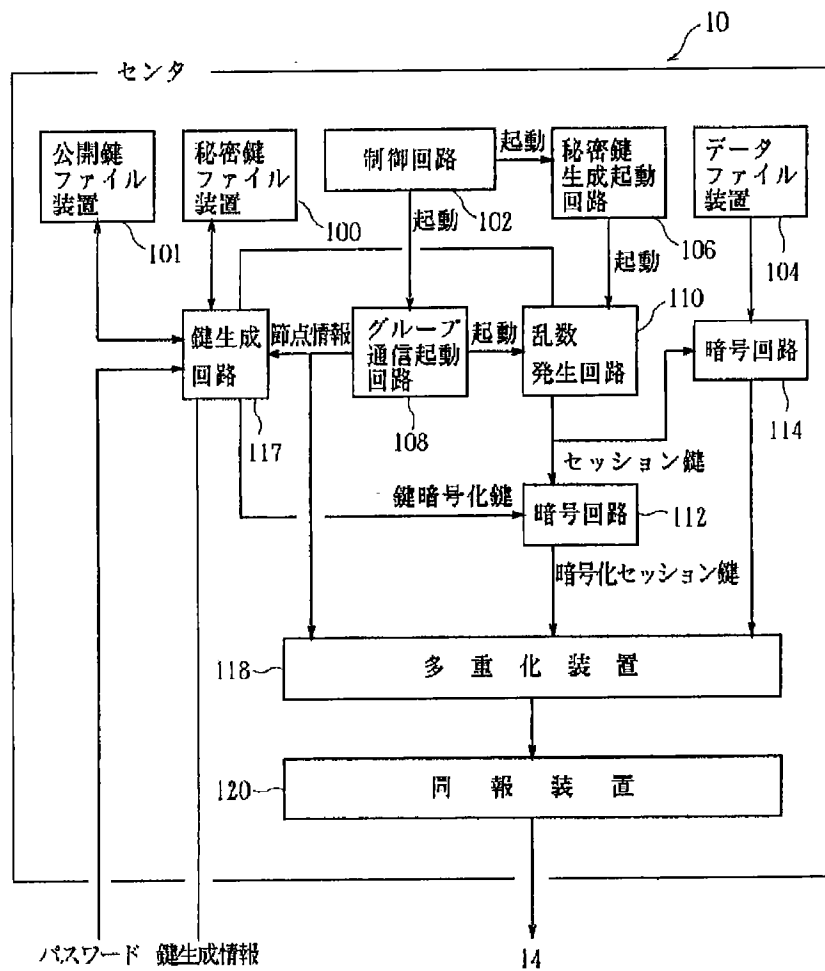 10
センタ
公開鍵
ファイル
装置
101
秘密鍵
ファイル
装置
100
制御回路
102
起動
秘密鍵
生成起動
回路
106
データ
ファイル
装置
104
起動
起動
鍵生成
回路
117
節点情報
グループ
通信起動
回路
108
起動
乱数
発生回路
110
暗号回路
114
セッション鍵
鍵暗号化鍵
暗号回路
112
暗号化セッション鍵
118
多重化装置
120
同報装置
パスワード 鍵生成情報
14